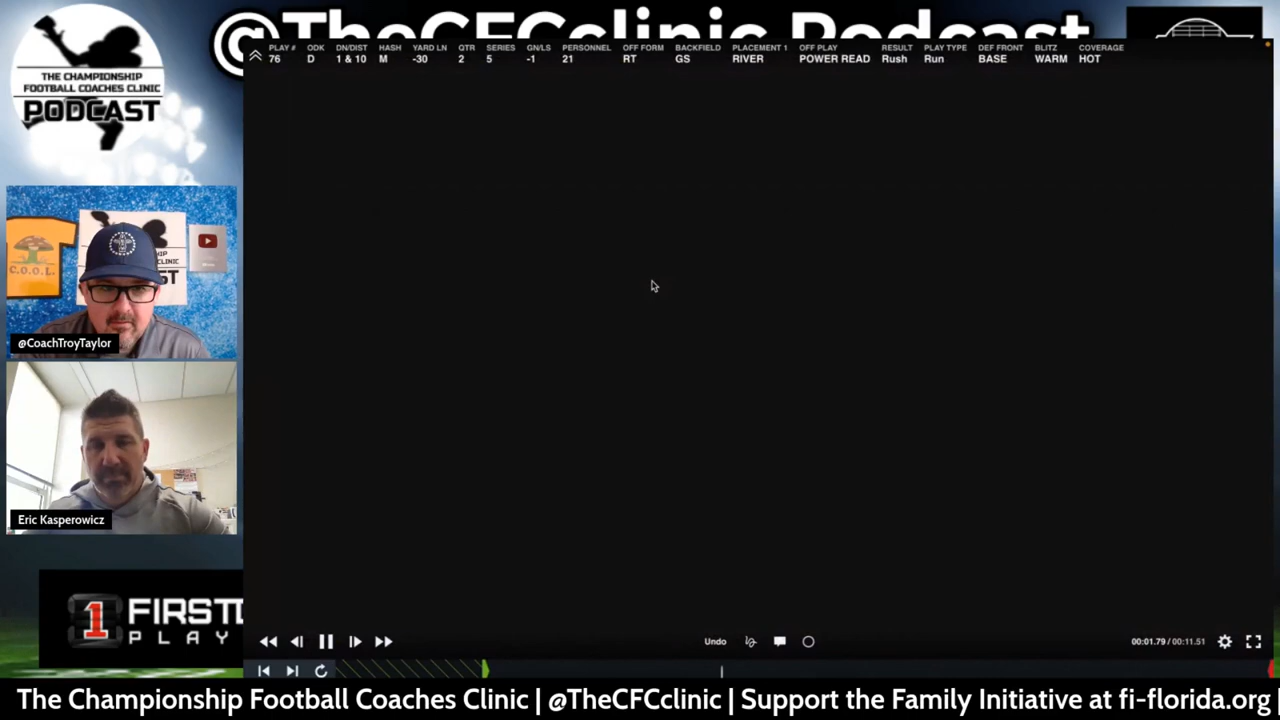 @TheCFCclinic Podcast
THE CHAMPIONSHIP
FOOTBALL COACHES CLINIC
PODCAST
PLAY # ODK DN/DIST HASH YARD LN QTR SERIES GN/LS PERSONNEL OFF FORM BACKFIELD PLACEMENT 1 OFF PLAY RESULT PLAY TYPE DEF FRONT BLITZ COVERAGE
76 D 1 & 10 M -30 2 5 -1 21 RT GS RIVER POWER READ Rush Run BASE WARM HOT
C.O.O.L.
@CoachTroyTaylor
Eric Kasperowicz
1 FIRST
PLAY
Undo
00:01.79 / 00:11.51
The Championship Football Coaches Clinic | @TheCFCclinic | Support the Family Initiative at fi-florida.org